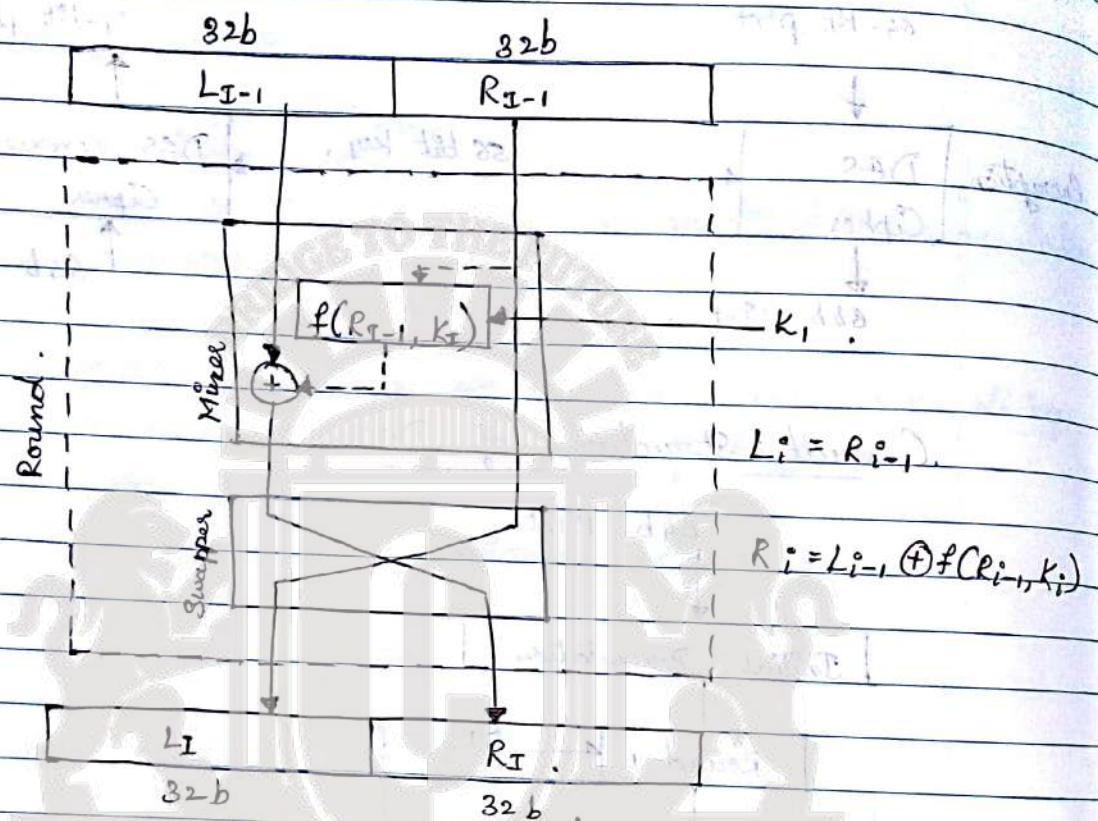 32b 32b
L_{I-1} R_{I-1}
f(R_{I-1}, K_I)
K_1 .
Mixer
Round.
L_i = R_{i-1}.
Swapper
R_i = L_{i-1} ⊕ f(R_{i-1}, K_i)
L_I R_I .
32b 32b